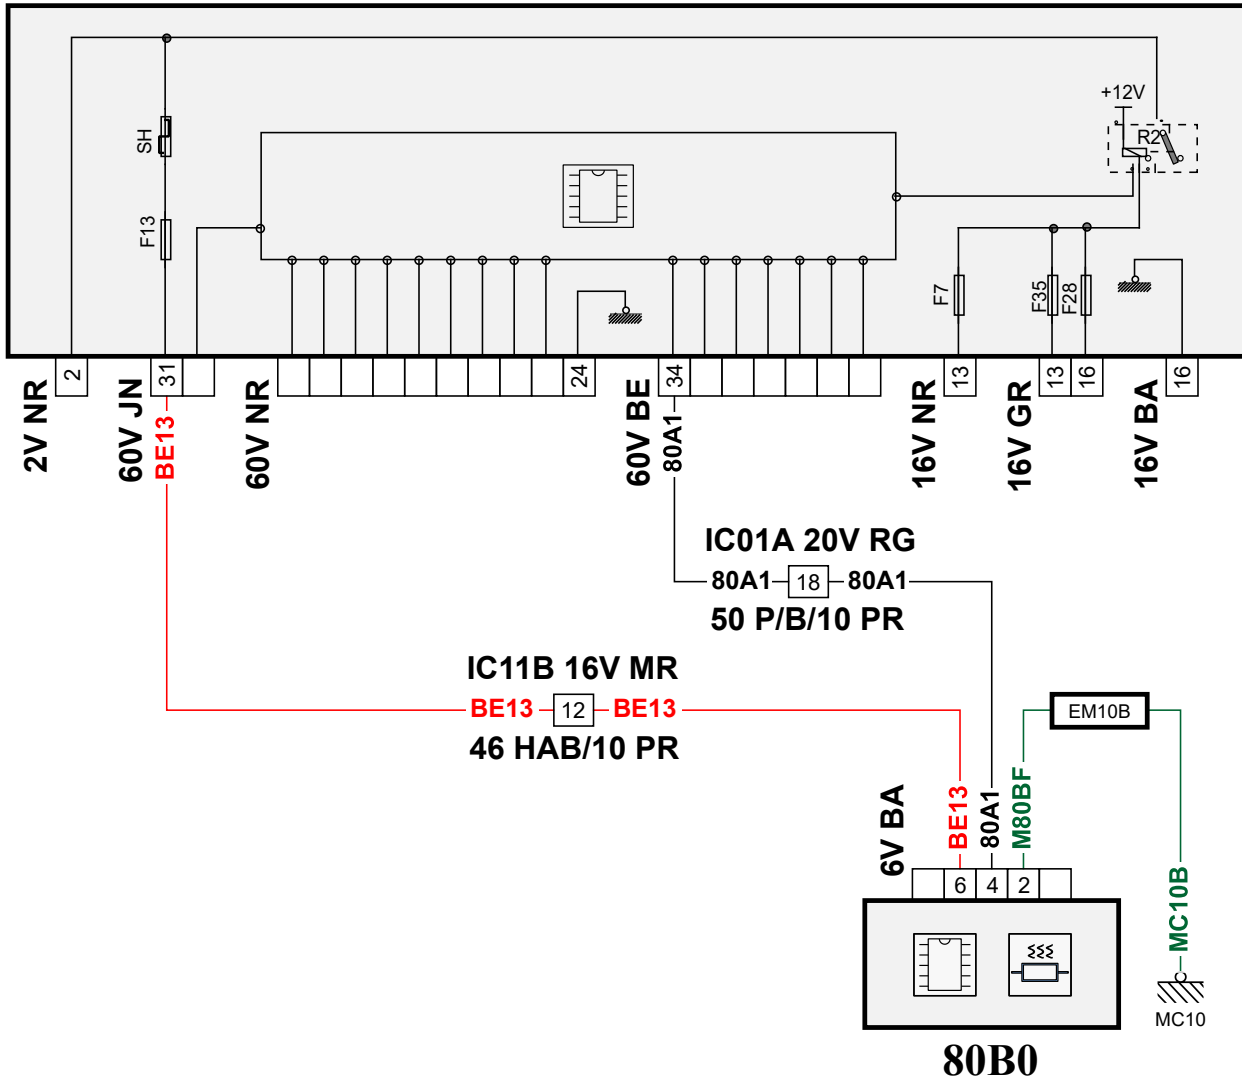 +12V
R2
SH
F13
F7
F35
F28
2
31
24
34
13
13
16
16
2V NR
60V JN
BE13
60V NR
60V BE
80A1
16V NR
16V GR
16V BA
IC01A 20V RG
80A1 18 80A1
50 P/B/10 PR
IC11B 16V MR
BE13 12 BE13
46 HAB/10 PR
EM10B
6V BA
BE13
80A1
M80BF
MC10B
6 4 2
MC10
80B0